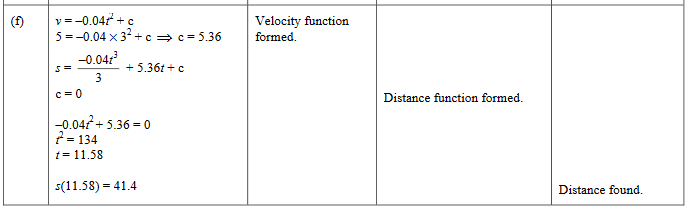 (f)
v = –0.04t² + c
5 = –0.04 × 3² + c ⇒ c = 5.36
s = –0.04t³/3 + 5.36t + c
c = 0
–0.04t² + 5.36 = 0
t² = 134
t = 11.58
s(11.58) = 41.4
Velocity function
formed.
Distance function formed.
Distance found.